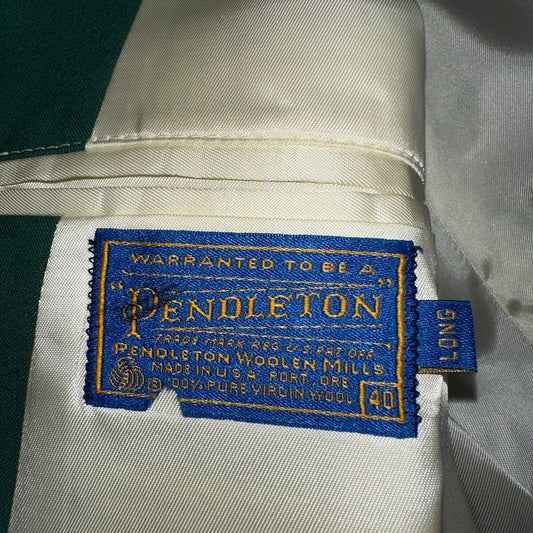 WARRANTED TO BE A
"PENDLETON"
TRADE MARK REG. U.S. PAT. OFF.
PENDLETON WOOLEN MILLS
MADE IN U.S.A PORT, ORE
® 100% PURE VIRGIN WOOL
40
LONG